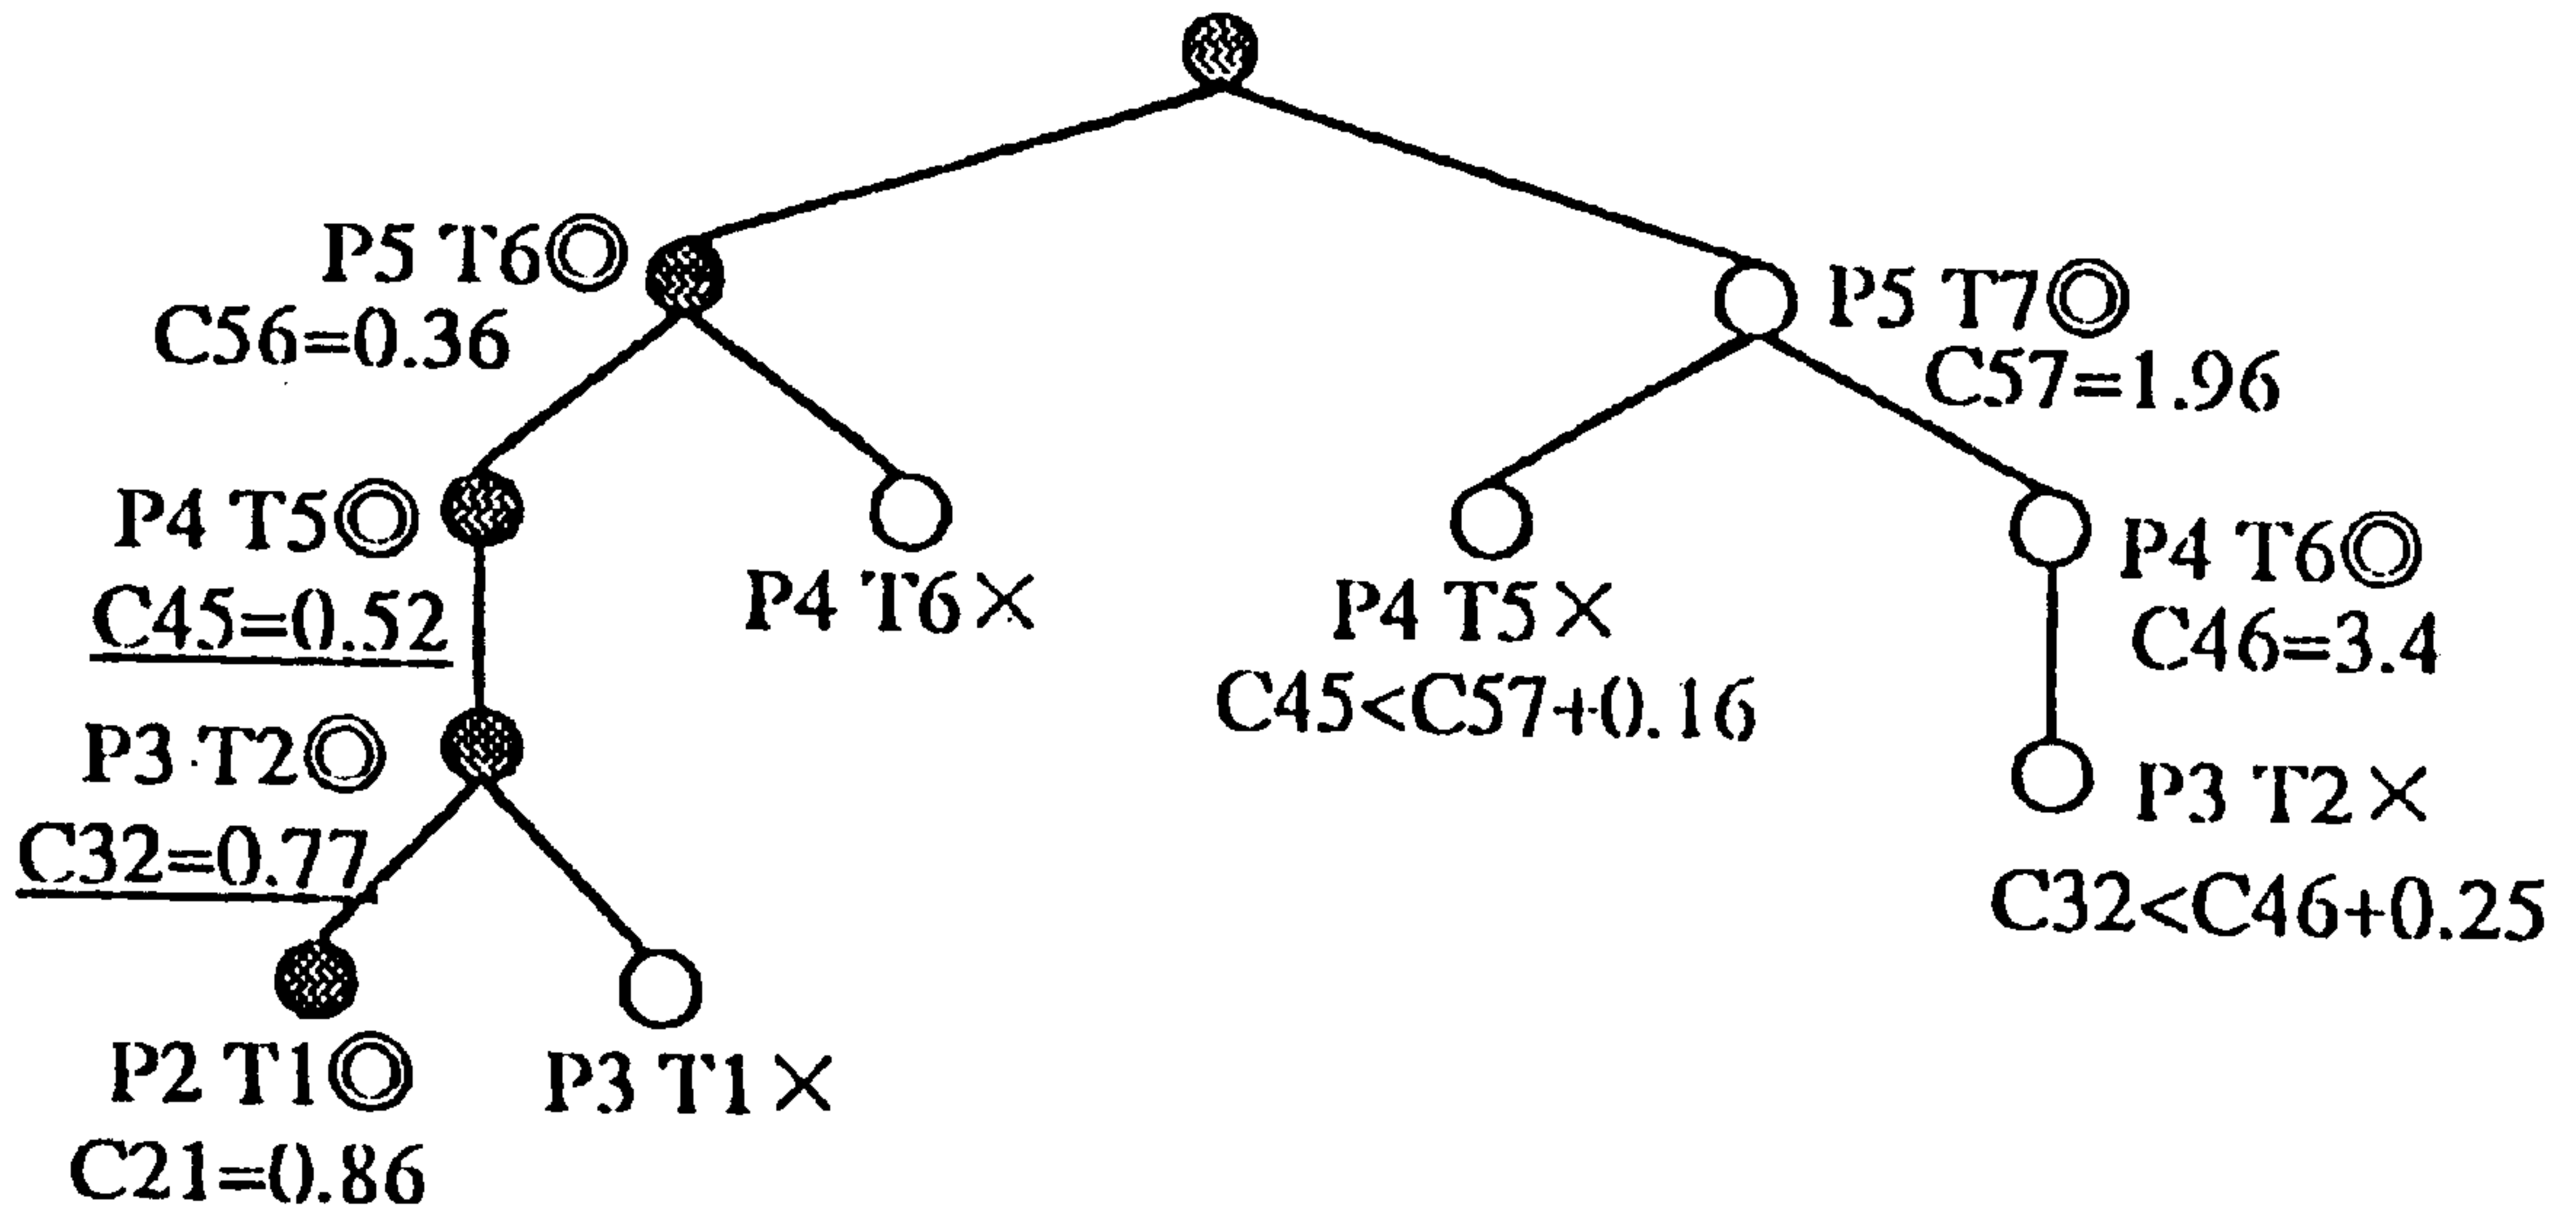 P5 T6◎
C56=0.36
P5 T7◎
C57=1.96
P4 T5◎
C45=0.52
P4 T6×
P4 T5×
C45<C57+0.16
P4 T6◎
C46=3.4
P3 T2◎
C32=0.77
P3 T2×
C32<C46+0.25
P2 T1◎
C21=0.86
P3 T1×